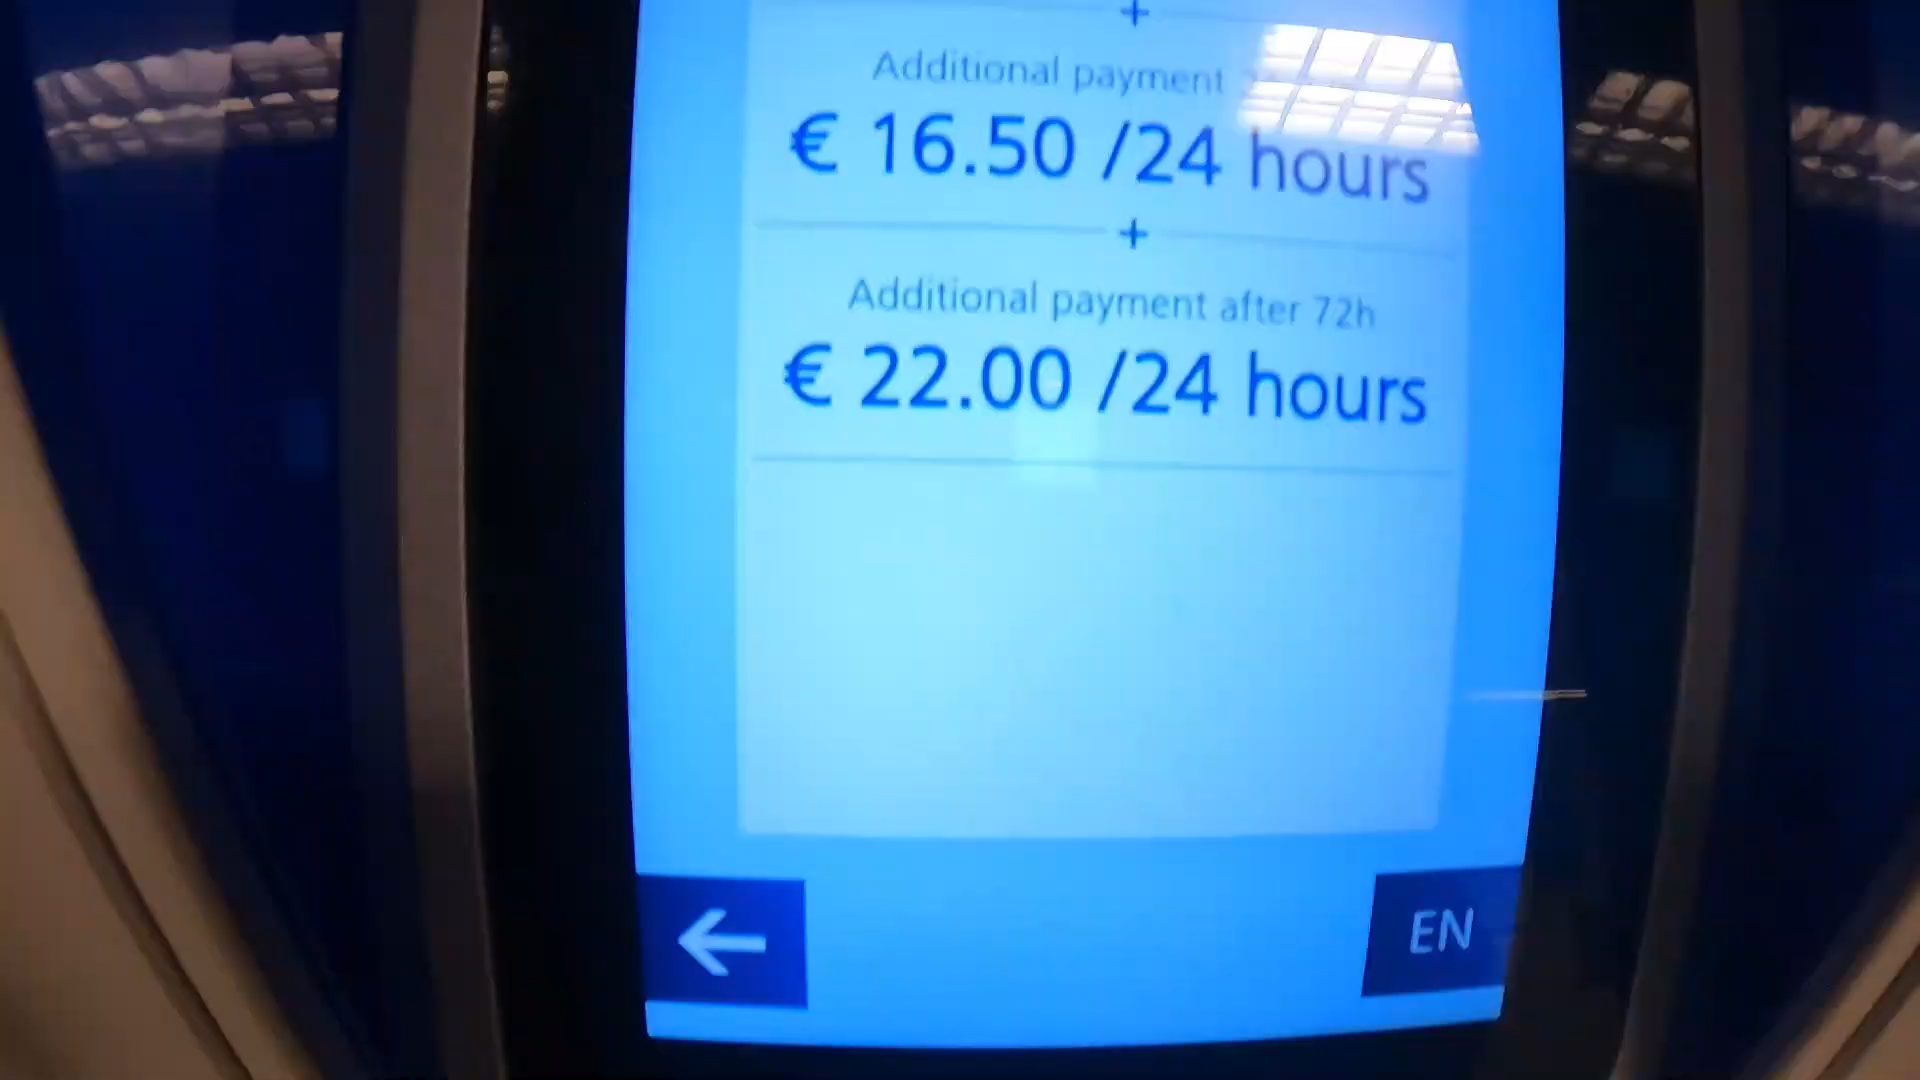 +
Additional payment
€ 16.50 /24 hours
+
Additional payment after 72h
€ 22.00 /24 hours
EN